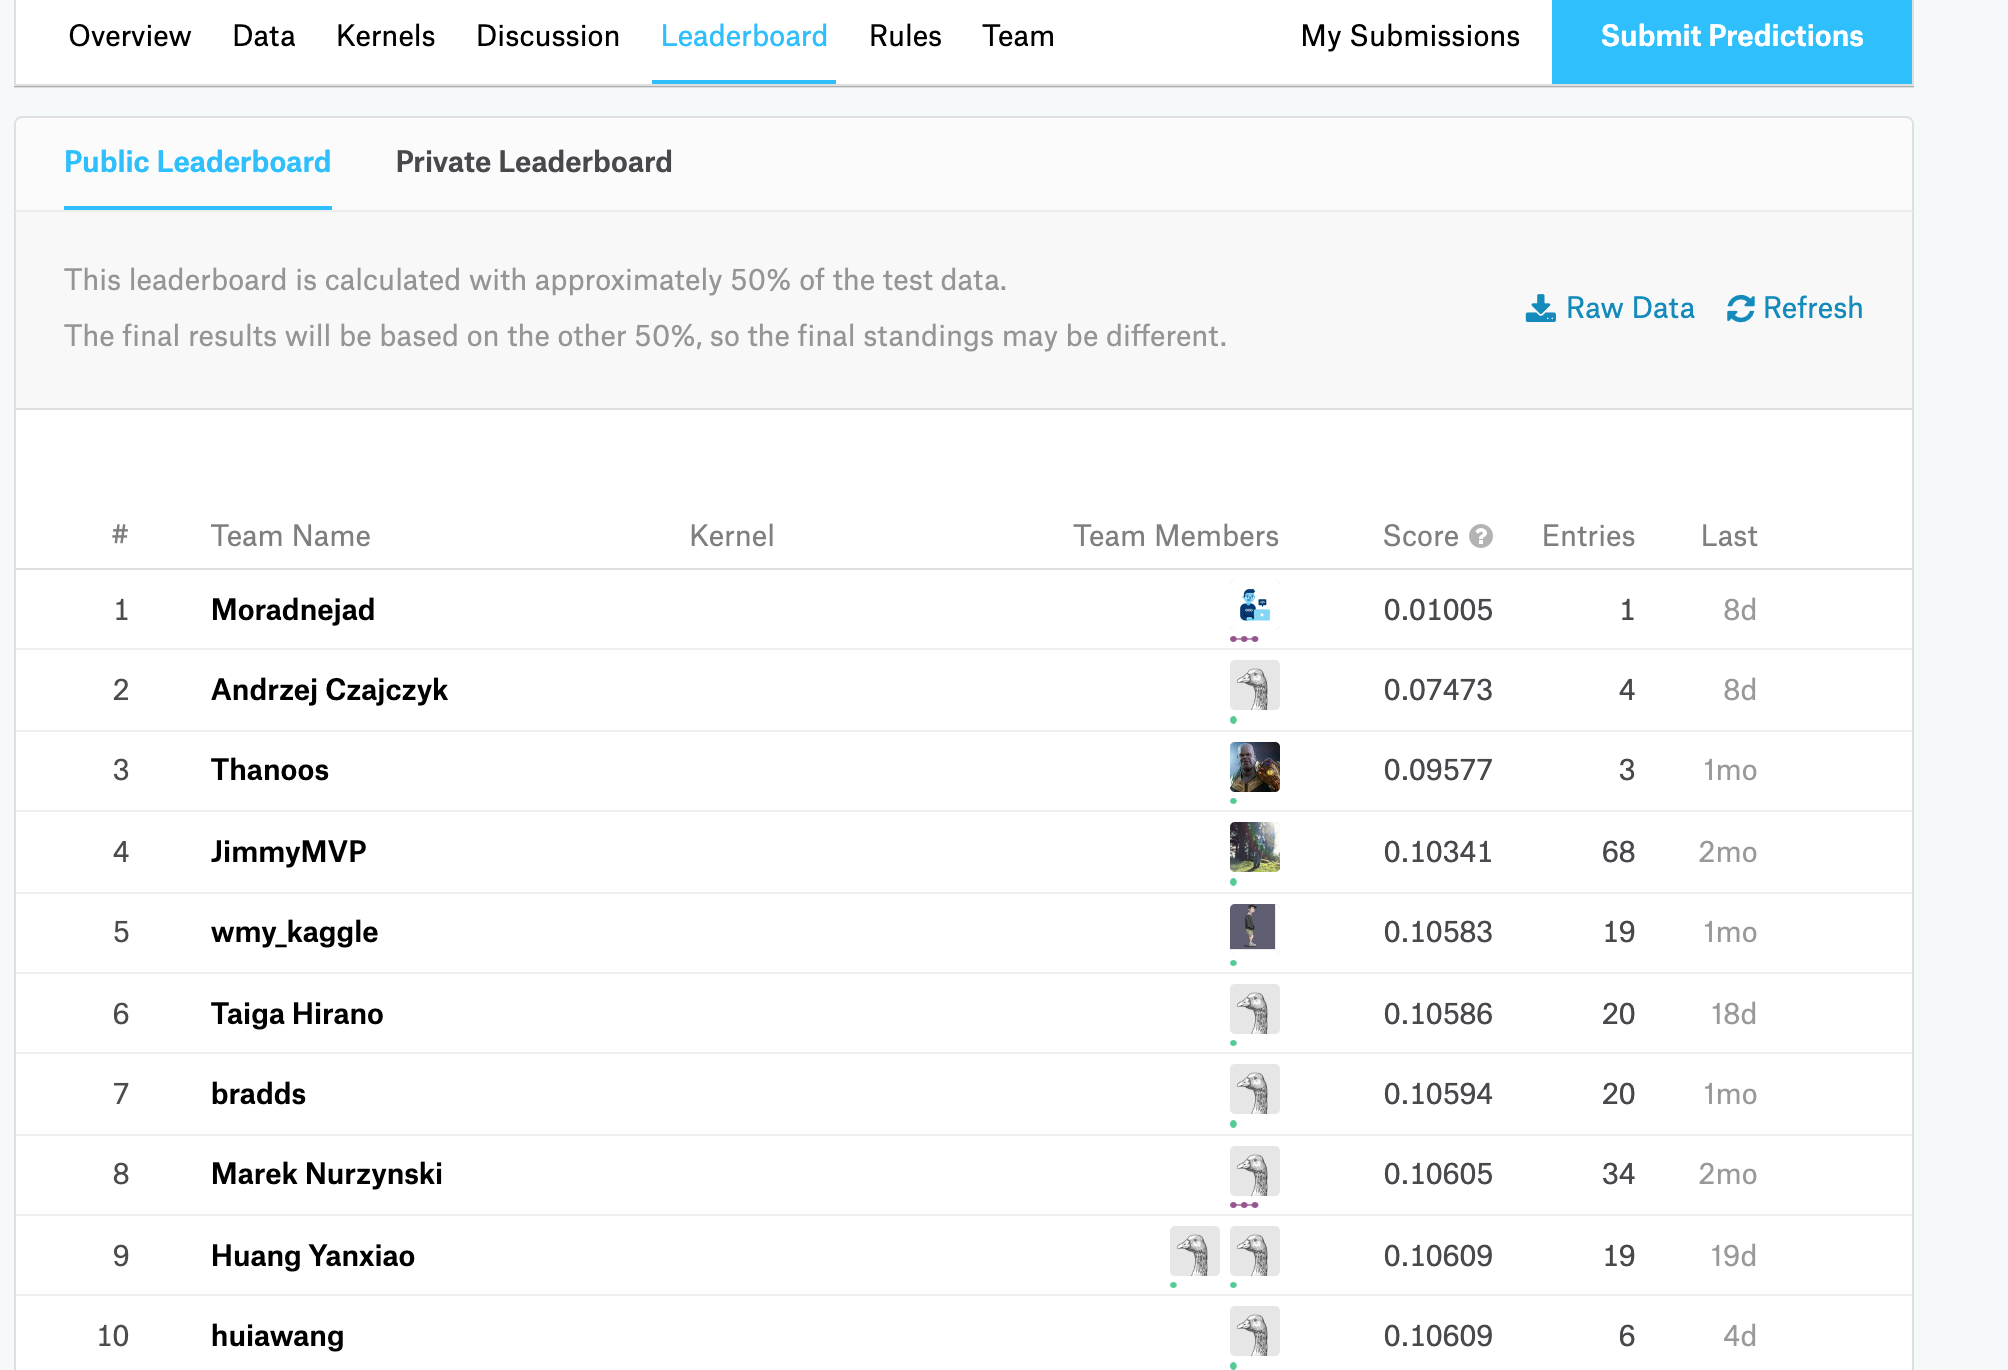 Overview Data Kernels Discussion Leaderboard Rules Team My Submissions Submit Predictions
Public Leaderboard Private Leaderboard
This leaderboard is calculated with approximately 50% of the test data.
The final results will be based on the other 50%, so the final standings may be different.
Raw Data Refresh
# Team Name Kernel Team Members Score ? Entries Last
1 Moradnejad 0.01005 1 8d
2 Andrzej Czajczyk 0.07473 4 8d
3 Thanoos 0.09577 3 1mo
4 JimmyMVP 0.10341 68 2mo
5 wmy_kaggle 0.10583 19 1mo
6 Taiga Hirano 0.10586 20 18d
7 bradds 0.10594 20 1mo
8 Marek Nurzynski 0.10605 34 2mo
9 Huang Yanxiao 0.10609 19 19d
10 huiawang 0.10609 6 4d